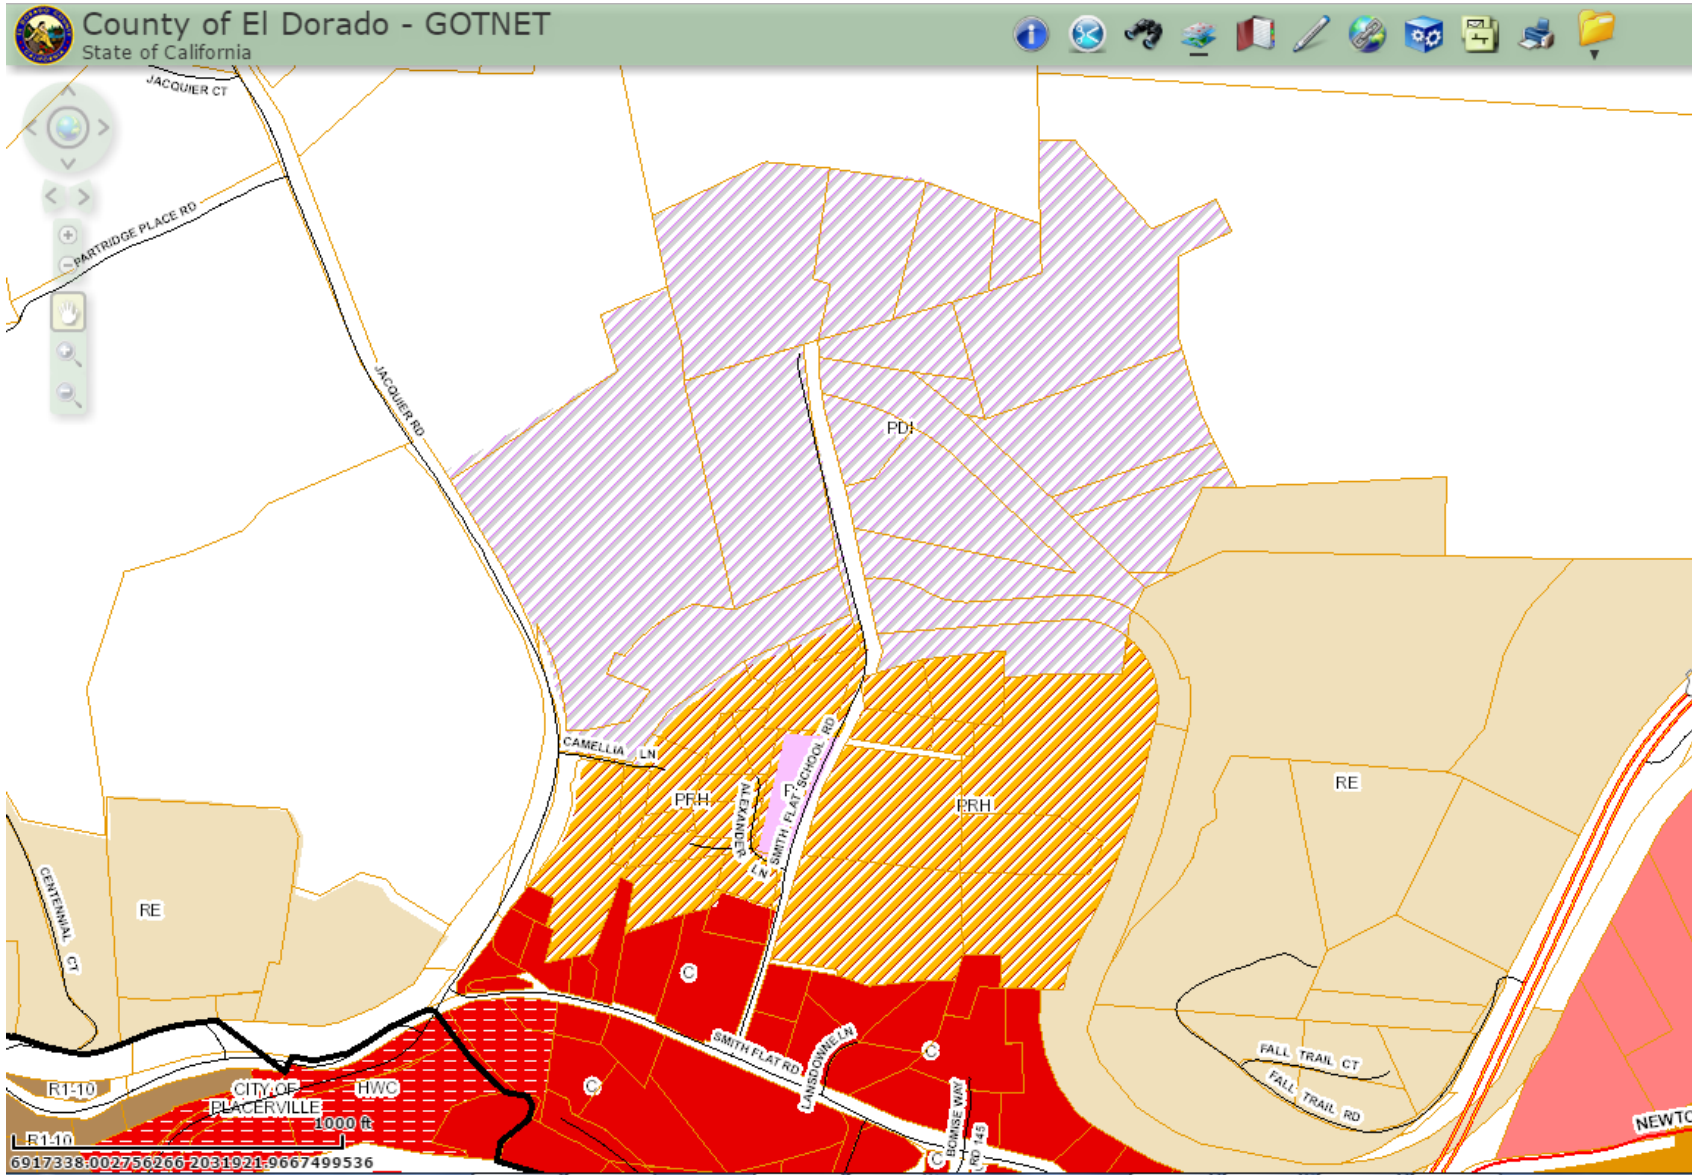 County of El Dorado - GOTNET
State of California
JACQUIER CT
PARTRIDGE PLACE RD
JACQUIER RD
PDI
CAMELLIA LN
SMITH FLAT SCHOOL RD
PRH
ALEXANDER LN
PRH
RE
CENTENNIAL CT
RE
C
SMITH FLAT RD
LANSDOWNE LN
C
FALL TRAIL CT
FALL TRAIL RD
C
R1-10
CITY OF
PLACERVILLE
HWC
1000 ft
BOMISE WAY
RD 145
NEWTO
R1-10
C
6917338.002756266 2031921.9667499536